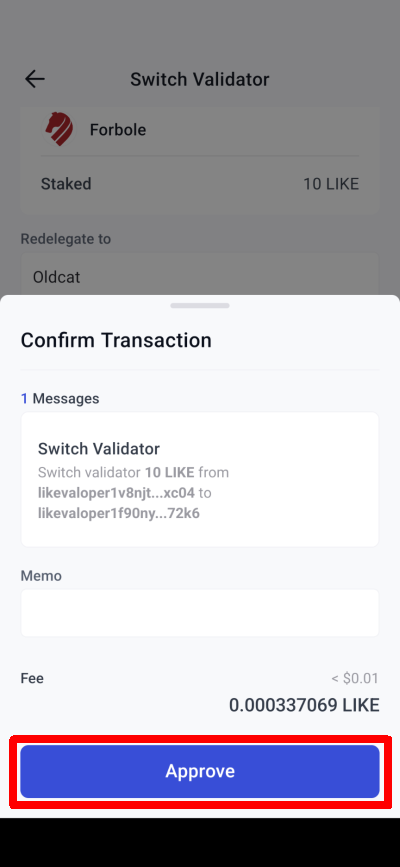 Switch Validator
Forbole
Staked 10 LIKE
Redelegate to
Oldcat
Confirm Transaction
1 Messages
Switch Validator
Switch validator 10 LIKE from
likevaloper1v8njt...xc04 to
likevaloper1f90ny...72k6
Memo
Fee < $0.01
0.000337069 LIKE
Approve